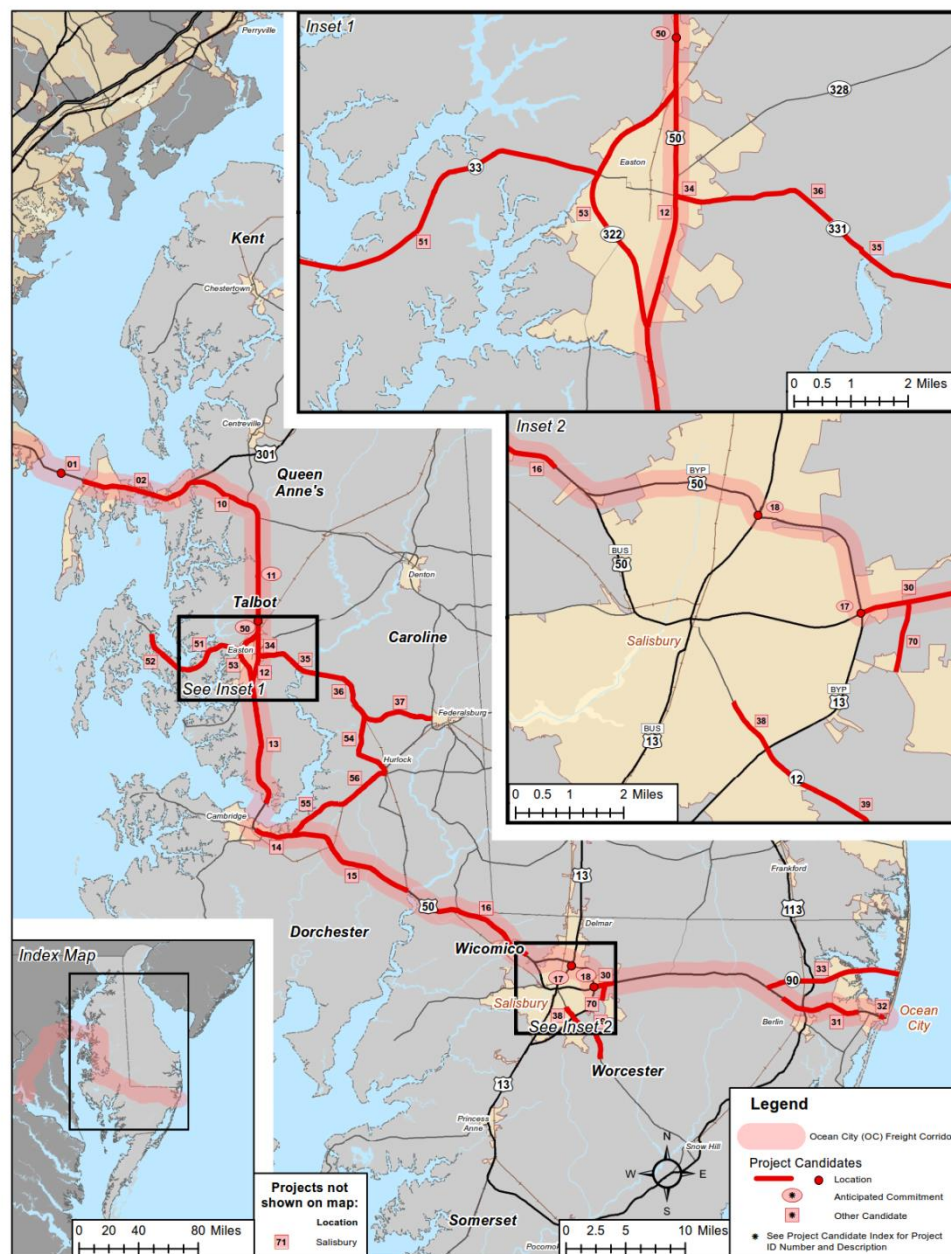 Perryville
Kent
Chestertown
Centreville
301
Queen
Anne's
01
02
10
11
Talbot
50
Denton
Caroline
51
52
53
Easton
34
12
35
36
37
See Inset 1
Federalsburg
54
Hurlock
56
13
55
Cambridge
14
15
50
16
Dorchester
Wicomico
13
Delmar
17
18
30
Salisbury
38
70
See Inset 2
Worcester
13
Princess
Anne
Snow Hill
Somerset
Frankford
113
90
33
Berlin
31
32
Ocean
City
Inset 1
50
328
33
Easton
50
34
36
12
53
322
331
35
51
0 0.5 1 2 Miles
Inset 2
16
BYP
50
18
BUS
50
17
30
70
Salisbury
BYP
13
38
BUS
13
12
39
0 0.5 1 2 Miles
Index Map
0 20 40 80 Miles
Projects not
shown on map:
Location
71 Salisbury
N
W E
S
0 2.5 5 10 Miles
Legend
Ocean City (OC) Freight Corrido
Project Candidates
Location
Anticipated Commitment
Other Candidate
* See Project Candidate Index for Project
ID Number and Description